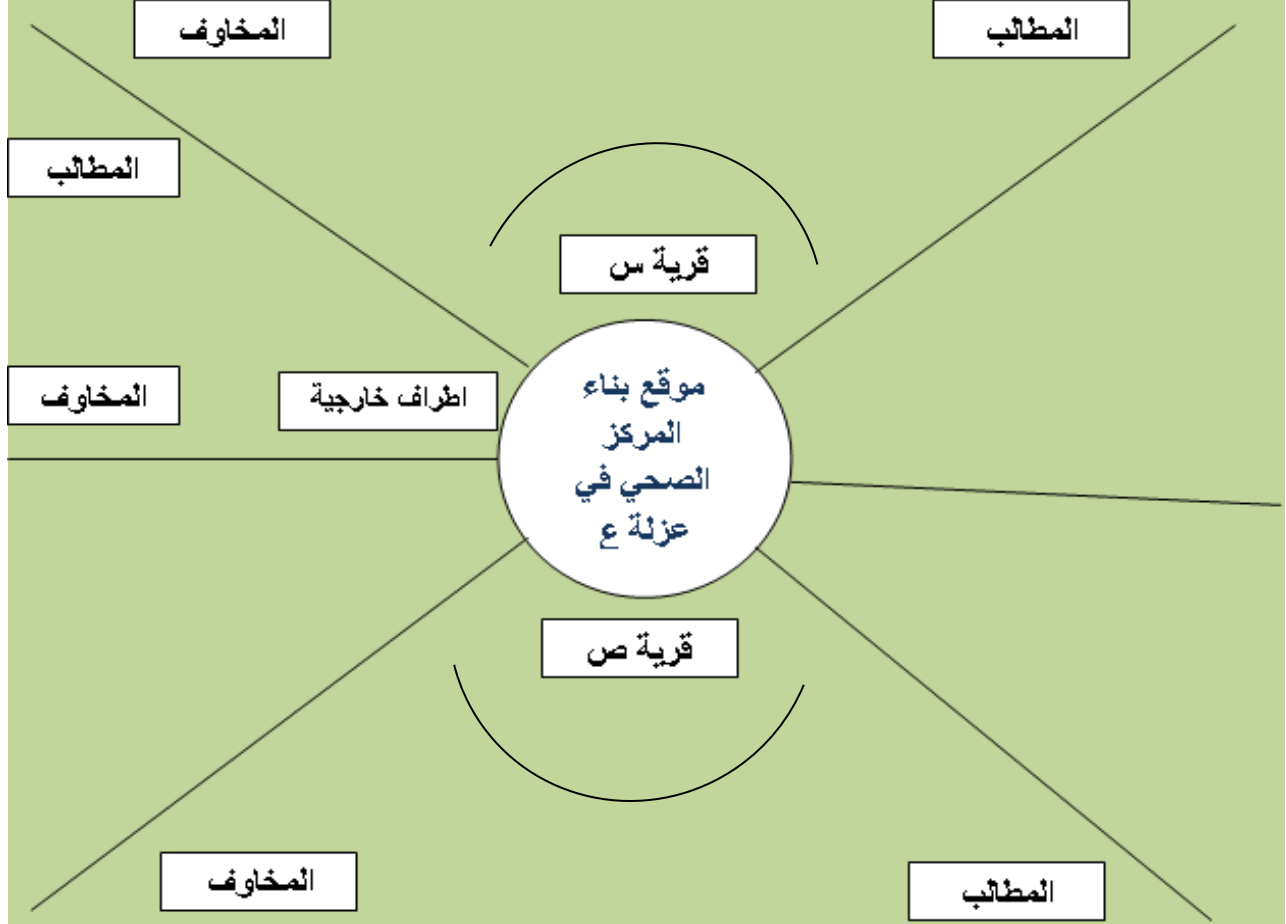 المطالب
المخاوف
المطالب
قرية س
موقع بناء
المركز
الصحي في
عزلة ع
اطراف خارجية
المخاوف
قرية ص
المطالب
المخاوف